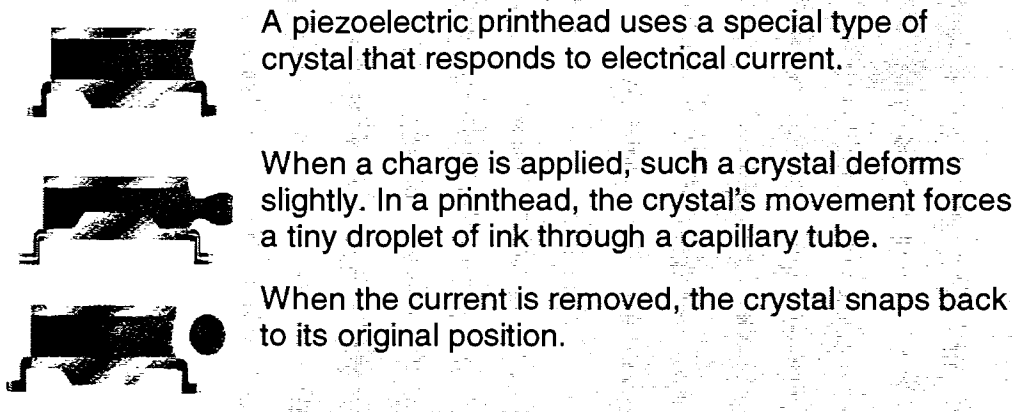 A piezoelectric printhead uses a special type of
crystal that responds to electrical current.
When a charge is applied, such a crystal deforms
slightly. In a printhead, the crystal's movement forces
a tiny droplet of ink through a capillary tube.
When the current is removed, the crystal snaps back
to its original position.